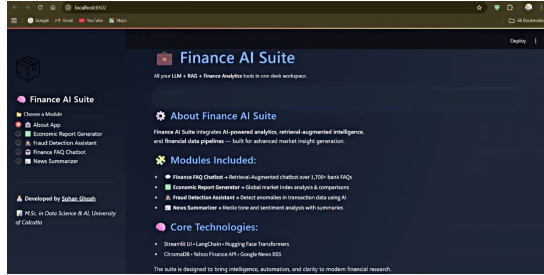 localhost:8502
Google
Gmail
YouTube
Maps
All Bookmarks
Deploy
Finance AI Suite
Choose a Module
About App
Economic Report Generator
Fraud Detection Assistant
Finance FAQ Chatbot
News Summarizer
Developed by Sohan Ghosh
M.Sc. in Data Science & AI, University
of Calcutta
Finance AI Suite
All your LLM + RAG + Finance Analytics tools in one sleek workspace.
About Finance AI Suite
Finance AI Suite integrates AI-powered analytics, retrieval-augmented intelligence,
and financial data pipelines — built for advanced market insight generation.
Modules Included:
• Finance FAQ Chatbot → Retrieval-Augmented chatbot over 1,700+ bank FAQs
• Economic Report Generator → Global market index analysis & comparisons
• Fraud Detection Assistant → Detect anomalies in transaction data using AI
• News Summarizer → Media tone and sentiment analysis with summaries
Core Technologies:
• Streamlit UI • LangChain • Hugging Face Transformers
• ChromaDB • Yahoo Finance API • Google News RSS
The suite is designed to bring intelligence, automation, and clarity to modern financial research.